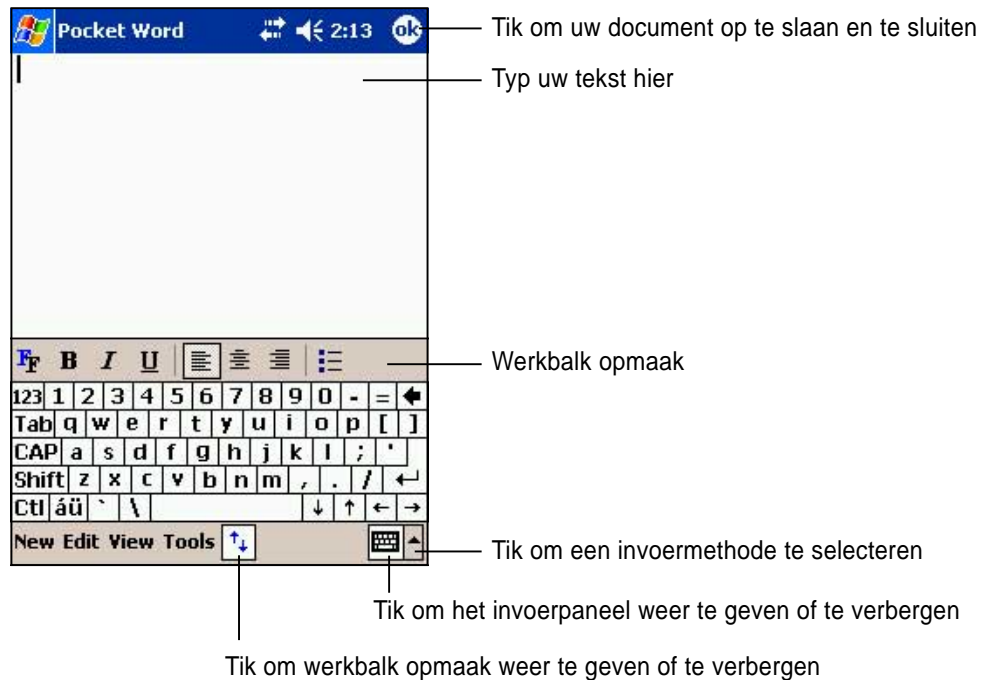 Pocket Word 2:13 ok
Tik om uw document op te slaan en te sluiten
Typ uw tekst hier
FF B I U
Werkbalk opmaak
123 1 2 3 4 5 6 7 8 9 0 - =
Tab q w e r t y u i o p [ ]
CAP a s d f g h j k l ; '
Shift z x c v b n m , . /
Ctl áü ` \ ↓ ↑ ← →
New Edit View Tools
Tik om een invoermethode te selecteren
Tik om het invoerpaneel weer te geven of te verbergen
Tik om werkbalk opmaak weer te geven of te verbergen